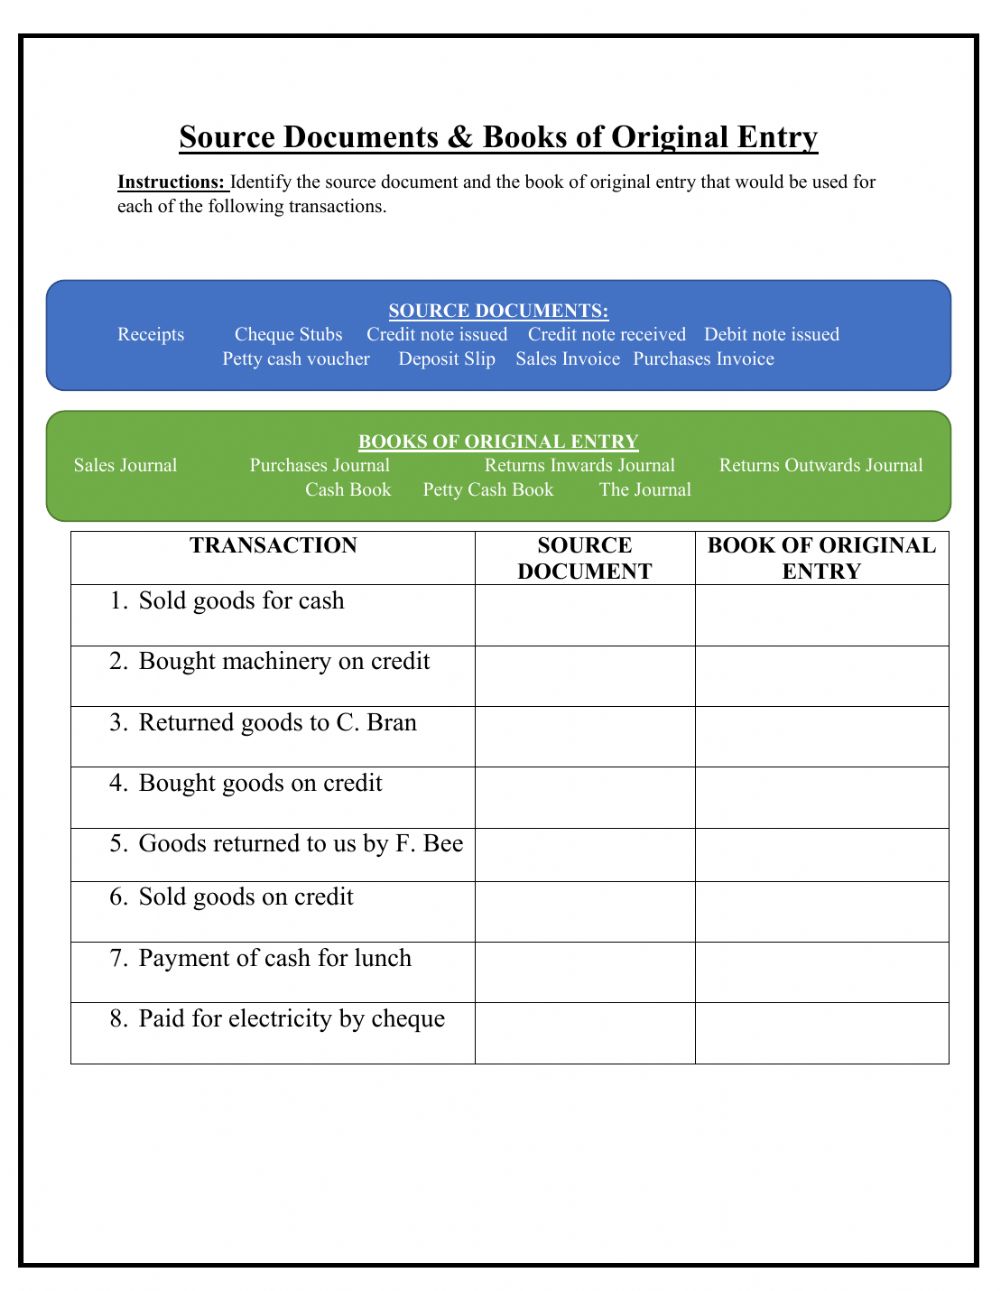 Source Documents & Books of Original Entry
Instructions: Identify the source document and the book of original entry that would be used for
each of the following transactions.
SOURCE DOCUMENTS:
Receipts Cheque Stubs Credit note issued Credit note received Debit note issued
Petty cash voucher Deposit Slip Sales Invoice Purchases Invoice
BOOKS OF ORIGINAL ENTRY
Sales Journal Purchases Journal Returns Inwards Journal Returns Outwards Journal
Cash Book Petty Cash Book The Journal
TRANSACTION SOURCE DOCUMENT BOOK OF ORIGINAL ENTRY
1. Sold goods for cash
2. Bought machinery on credit
3. Returned goods to C. Bran
4. Bought goods on credit
5. Goods returned to us by F. Bee
6. Sold goods on credit
7. Payment of cash for lunch
8. Paid for electricity by cheque